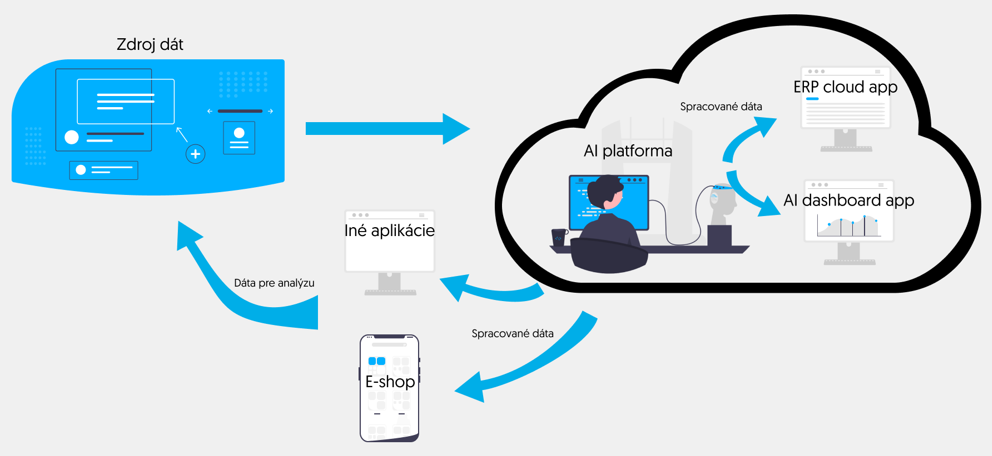 Zdroj dát
ERP cloud app
Spracované dáta
AI platforma
AI dashboard app
Iné aplikácie
Dáta pre analýzu
Spracované dáta
E-shop